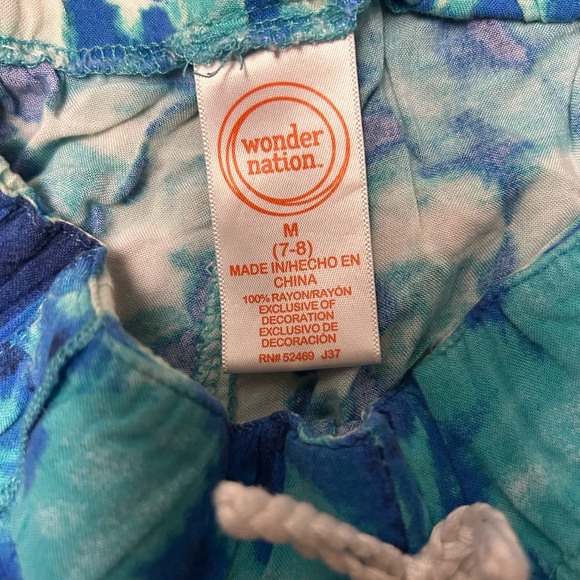 wonder
nation™
M
(7-8)
MADE IN/HECHO EN
CHINA
100% RAYON/RAYÓN
EXCLUSIVE OF
DECORATION
EXCLUSIVO DE
DECORACIÓN
RN# 52469 J37